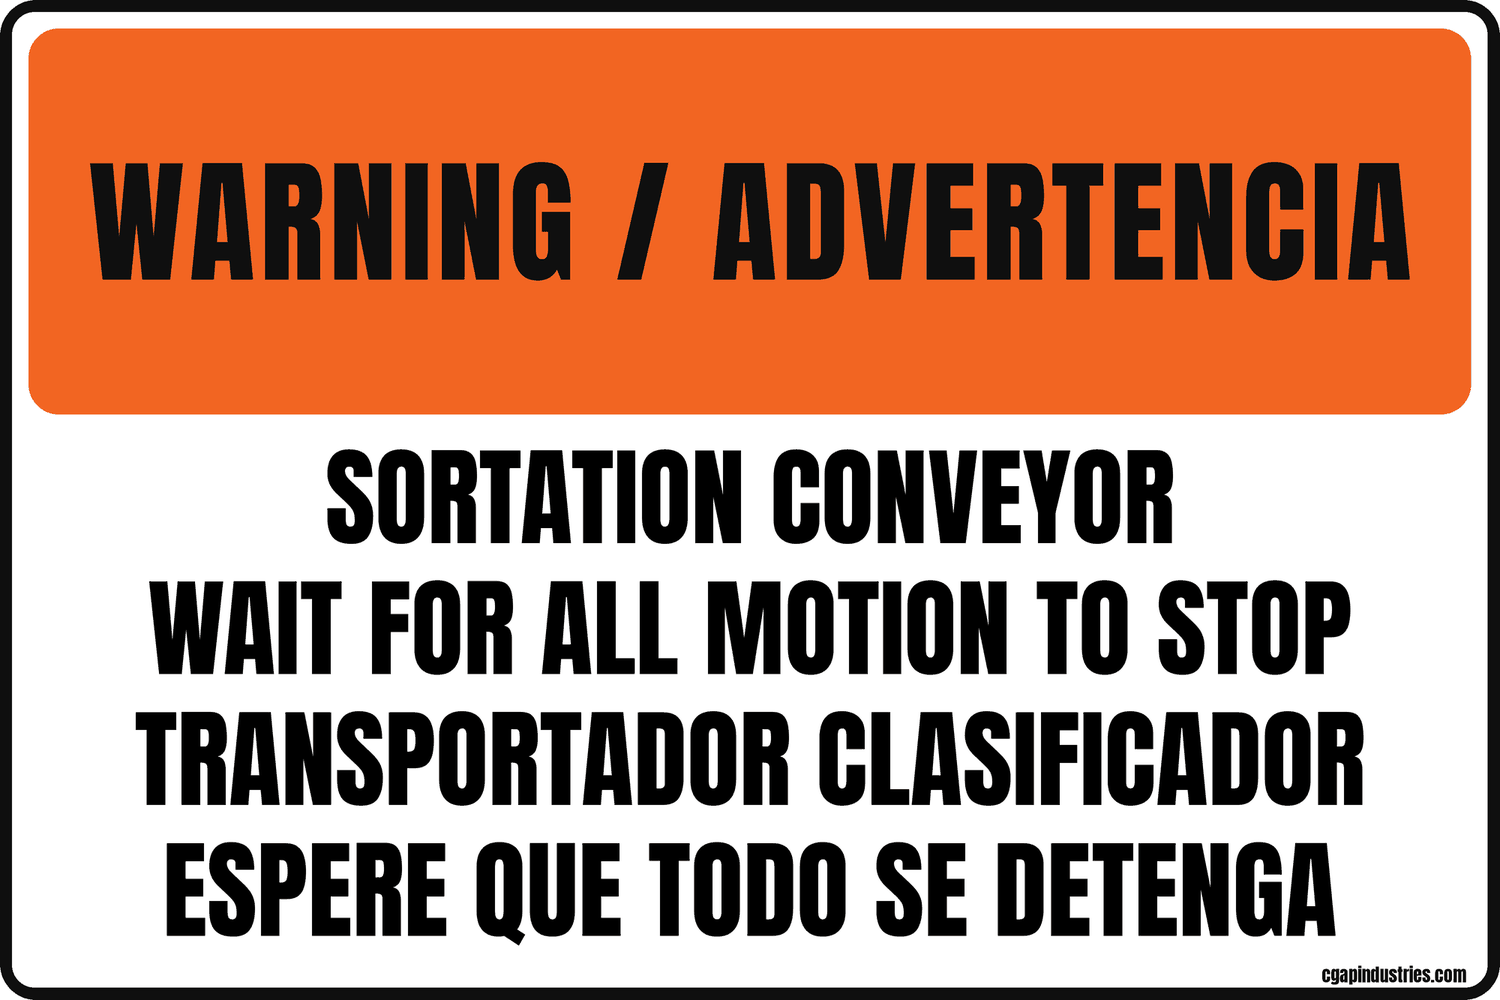 WARNING / ADVERTENCIA
SORTATION CONVEYOR
WAIT FOR ALL MOTION TO STOP
TRANSPORTADOR CLASIFICADOR
ESPERE QUE TODO SE DETENGA
cgapindustries.com